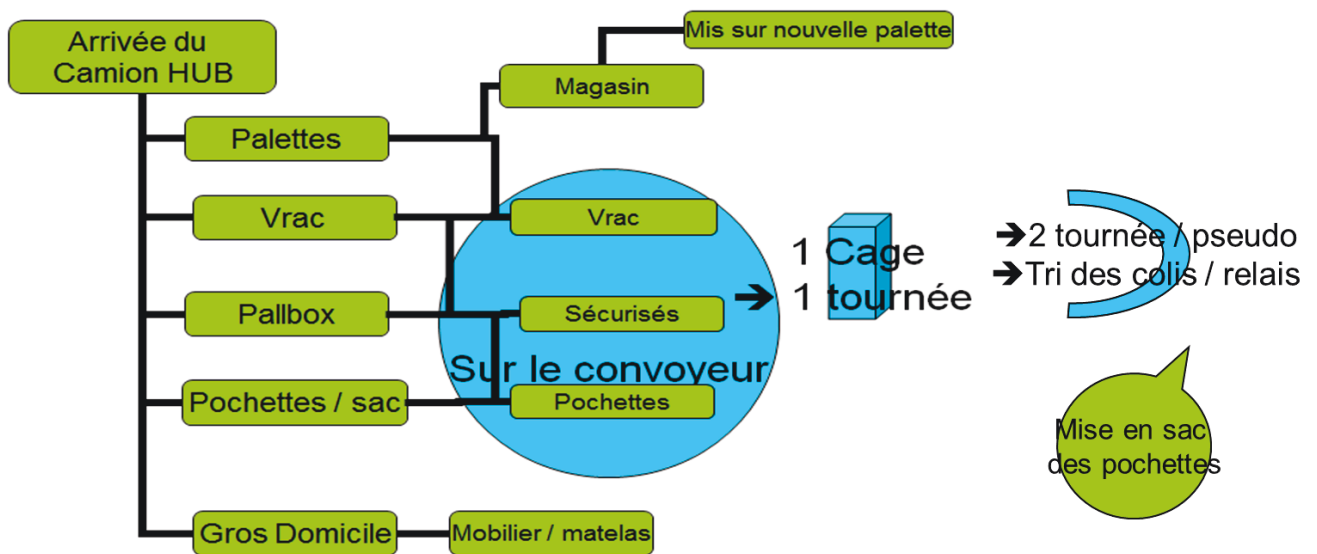 Arrivée du
Camion HUB
Mis sur nouvelle palette
Magasin
Palettes
Vrac
Vrac
Pallbox
Sécurisés
Sur le convoyeur
Pochettes / sac
Pochettes
Gros Domicile
Mobilier / matelas
1 Cage
➔ 1 tournée
➔2 tournée / pseudo
➔Tri des colis / relais
Mise en sac
des pochettes